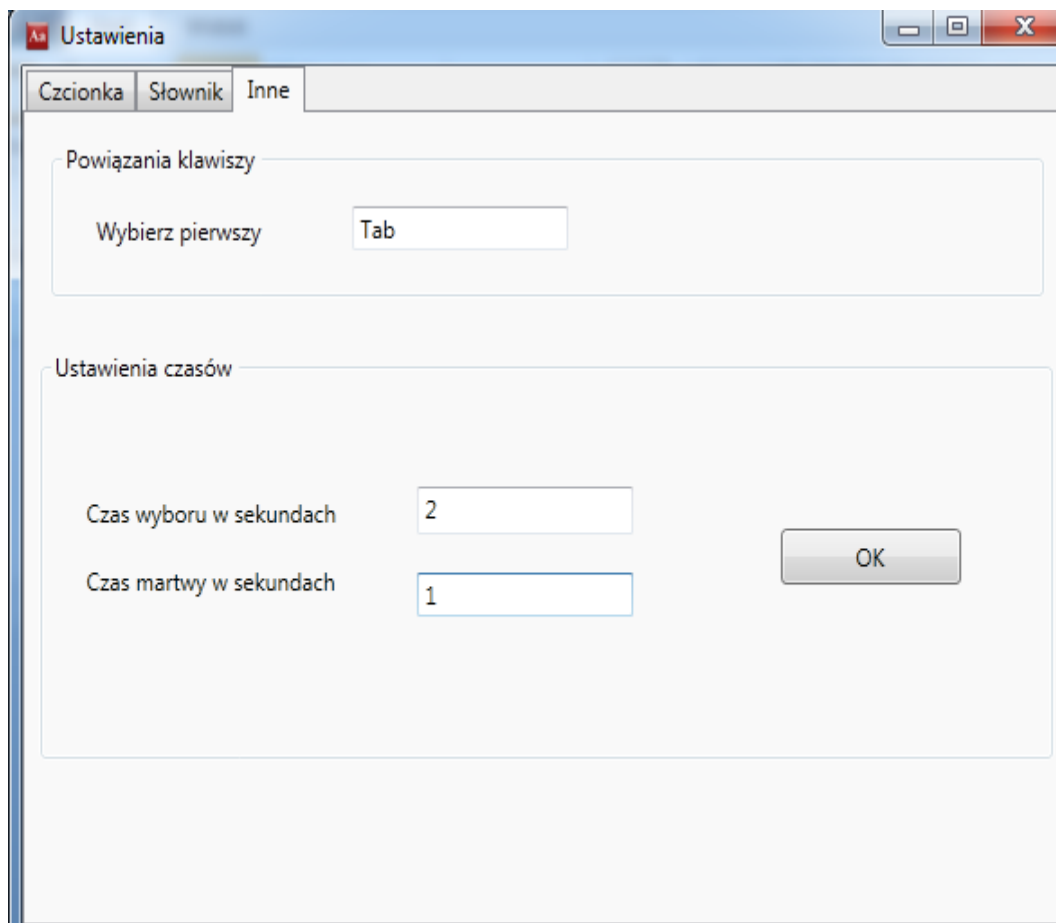 Aa Ustawienia
Czcionka Słownik Inne
Powiązania klawiszy
Wybierz pierwszy Tab
Ustawienia czasów
Czas wyboru w sekundach 2
Czas martwy w sekundach 1
OK